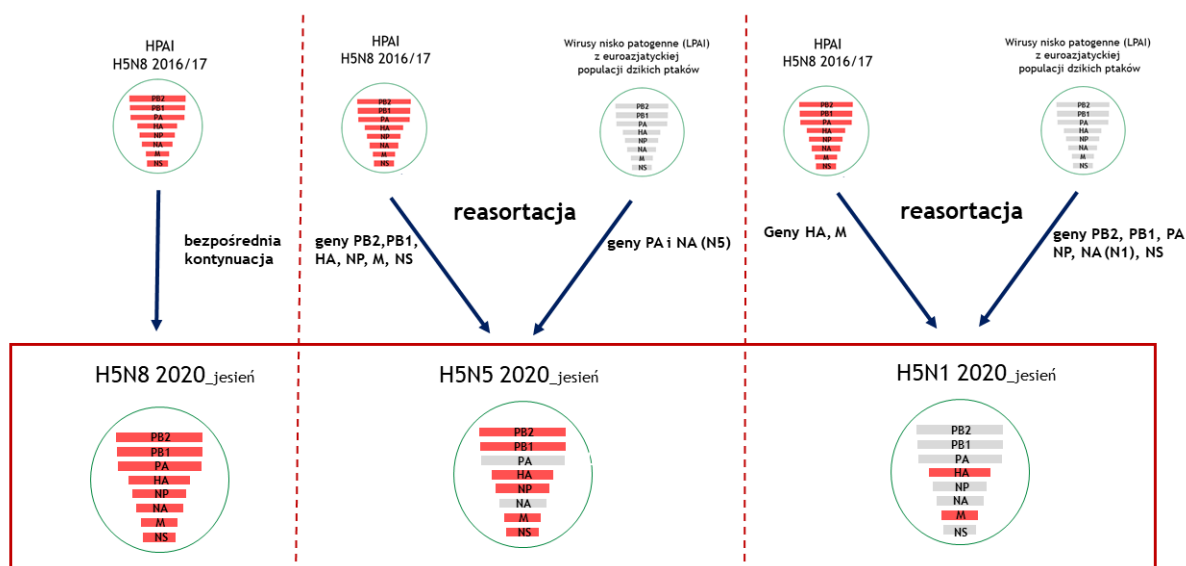 HPAI
H5N8 2016/17
PB2
PB1
PA
HA
NP
NA
M
NS
bezpośrednia
kontynuacja
H5N8 2020_jesień
PB2
PB1
PA
HA
NP
NA
M
NS
HPAI
H5N8 2016/17
PB2
PB1
PA
HA
NP
NA
M
NS
Wirusy nisko patogenne (LPAI)
z euroazjatyckiej
populacji dzikich ptaków
PB2
PB1
PA
HA
NP
NA
M
NS
reasortacja
geny PB2,PB1,
HA, NP, M, NS
geny PA i NA (N5)
H5N5 2020_jesień
PB2
PB1
PA
HA
NP
NA
M
NS
HPAI
H5N8 2016/17
PB2
PB1
PA
HA
NP
NA
M
NS
Wirusy nisko patogenne (LPAI)
z euroazjatyckiej
populacji dzikich ptaków
PB2
PB1
PA
HA
NP
NA
M
NS
reasortacja
Geny HA, M
geny PB2, PB1, PA
NP, NA (N1), NS
H5N1 2020_jesień
PB2
PB1
PA
HA
NP
NA
M
NS